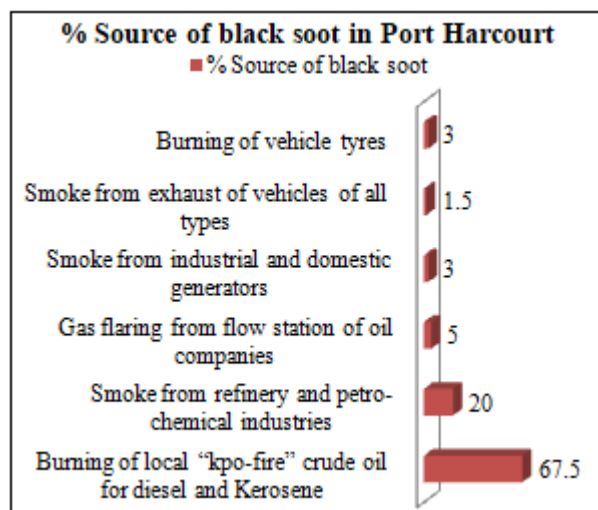 % Source of black soot in Port Harcourt
% Source of black soot
Burning of vehicle tyres
3
Smoke from exhaust of vehicles of all
types
1.5
Smoke from industrial and domestic
generators
3
Gas flaring from flow station of oil
companies
5
Smoke from refinery and petro-
chemical industries
20
Burning of local “kpo-fire” crude oil
for diesel and Kerosene
67.5